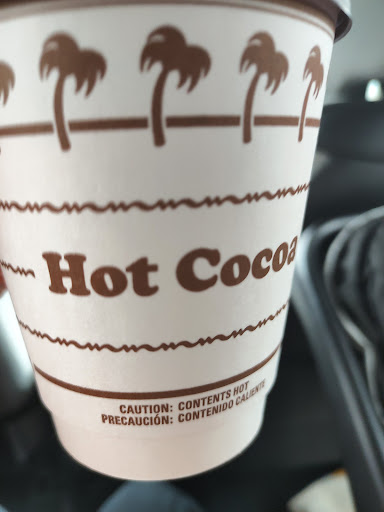 Hot Cocoa
CAUTION: CONTENTS HOT
PRECAUCIÓN: CONTENIDO CALIENTE